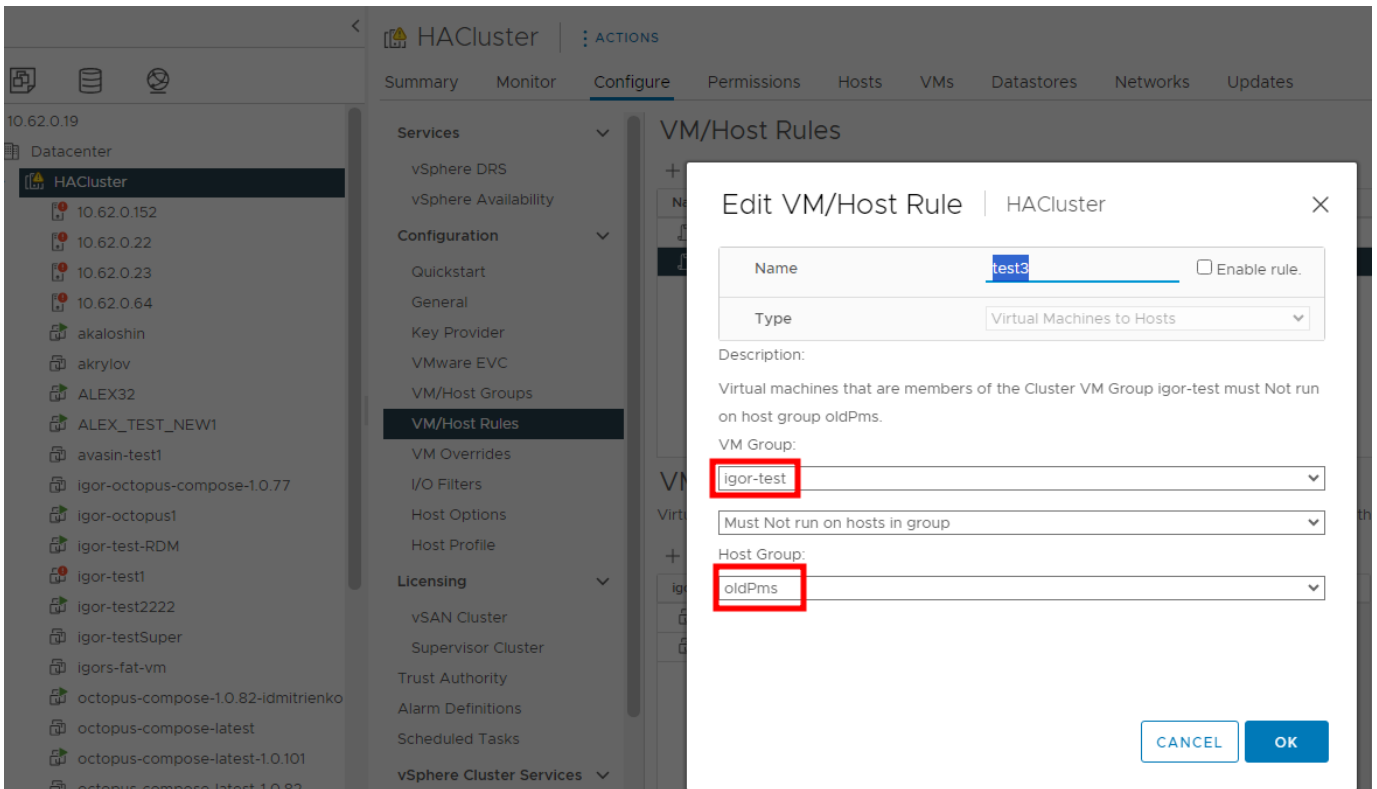 HACluster
ACTIONS
Summary Monitor Configure Permissions Hosts VMs Datastores Networks Updates
10.62.0.19
Datacenter
HACluster
10.62.0.152
10.62.0.22
10.62.0.23
10.62.0.64
akaloshin
akrylov
ALEX32
ALEX_TEST_NEW1
avasin-test1
igor-octopus-compose-1.0.77
igor-octopus1
igor-test-RDM
igor-test1
igor-test2222
igor-testSuper
igors-fat-vm
octopus-compose-1.0.82-idmitrienko
octopus-compose-latest
octopus-compose-latest-1.0.101
octopus-compose-latest-1.0.82
Services
vSphere DRS
vSphere Availability
Configuration
Quickstart
General
Key Provider
VMware EVC
VM/Host Groups
VM/Host Rules
VM Overrides
I/O Filters
Host Options
Host Profile
Licensing
vSAN Cluster
Supervisor Cluster
Trust Authority
Alarm Definitions
Scheduled Tasks
vSphere Cluster Services
VM/Host Rules
Edit VM/Host Rule HACluster
Name test3 Enable rule.
Type Virtual Machines to Hosts
Description:
Virtual machines that are members of the Cluster VM Group igor-test must Not run
on host group oldPms.
VM Group:
igor-test
Must Not run on hosts in group
Host Group:
oldPms
CANCEL OK